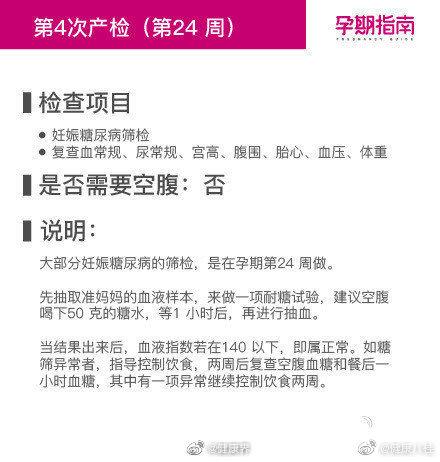 第4次产检（第24 周）
孕期指南
PREGNANCY GUIDE
检查项目
● 妊娠糖尿病筛检
● 复查血常规、尿常规、宫高、腹围、胎心、血压、体重
是否需要空腹：否
说明：
大部分妊娠糖尿病的筛检，是在孕期第24 周做。
先抽取准妈妈的血液样本，来做一项耐糖试验，建议空腹
喝下50 克的糖水，等1 小时后，再进行抽血。
当结果出来后，血液指数若在140 以下，即属正常。如糖
筛异常者，指导控制饮食，两周后复查空腹血糖和餐后一
小时血糖，其中有一项异常继续控制饮食两周。
@健康界